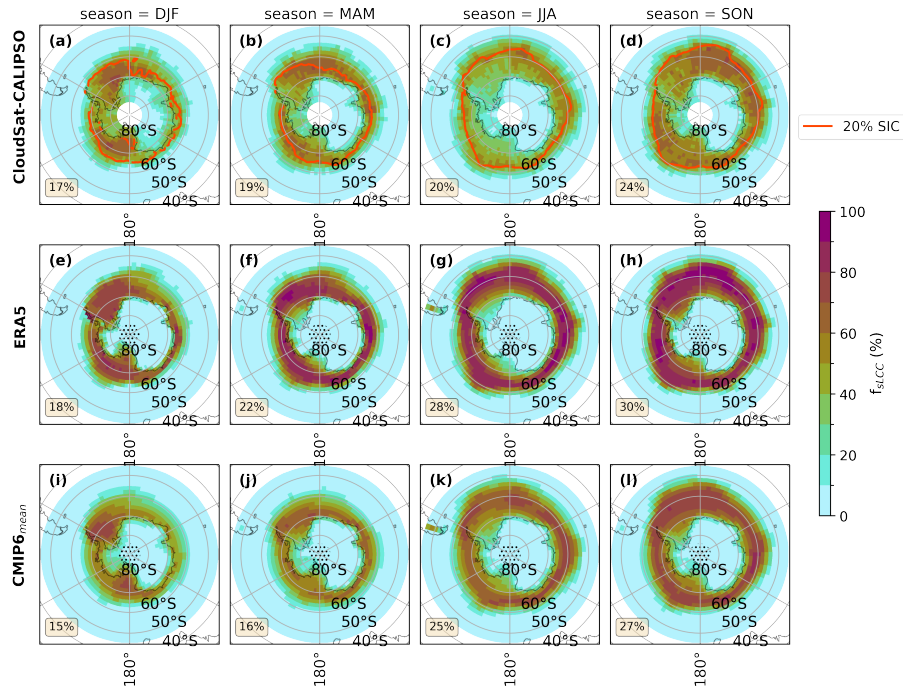 season = DJF
season = MAM
season = JJA
season = SON
CloudSat-CALIPSO
(a)
80°S
60°S
50°S
40°S
17%
180°
(b)
80°S
60°S
50°S
40°S
19%
180°
(c)
80°S
60°S
50°S
40°S
20%
180°
(d)
80°S
60°S
50°S
40°S
24%
180°
20% SIC
ERA5
(e)
80°S
60°S
50°S
40°S
18%
180°
(f)
80°S
60°S
50°S
40°S
22%
180°
(g)
80°S
60°S
50°S
40°S
28%
180°
(h)
80°S
60°S
50°S
40°S
30%
180°
CMIP6mean
(i)
80°S
60°S
50°S
40°S
15%
180°
(j)
80°S
60°S
50°S
40°S
16%
180°
(k)
80°S
60°S
50°S
40°S
25%
180°
(l)
80°S
60°S
50°S
40°S
27%
180°
100
80
60
40
20
0
fsLCC (%)